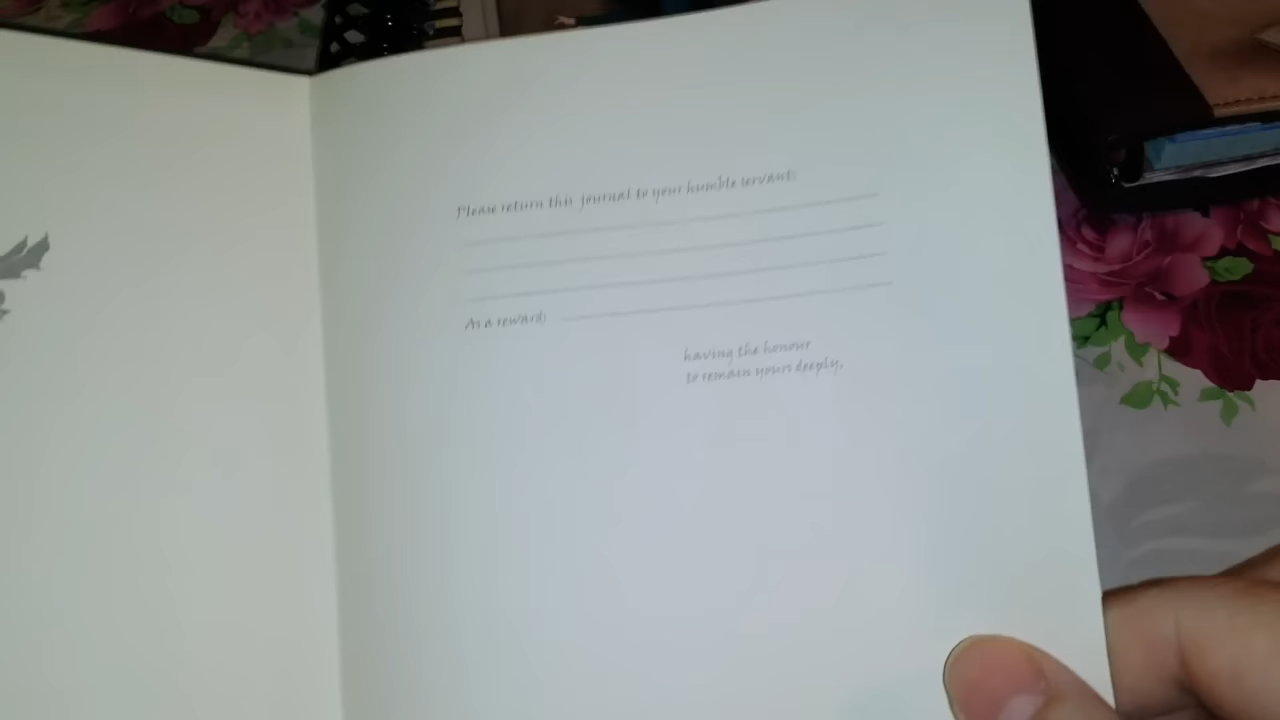 Please return this journal to your humble servant:
As a reward:
having the honour
to remain yours deeply,